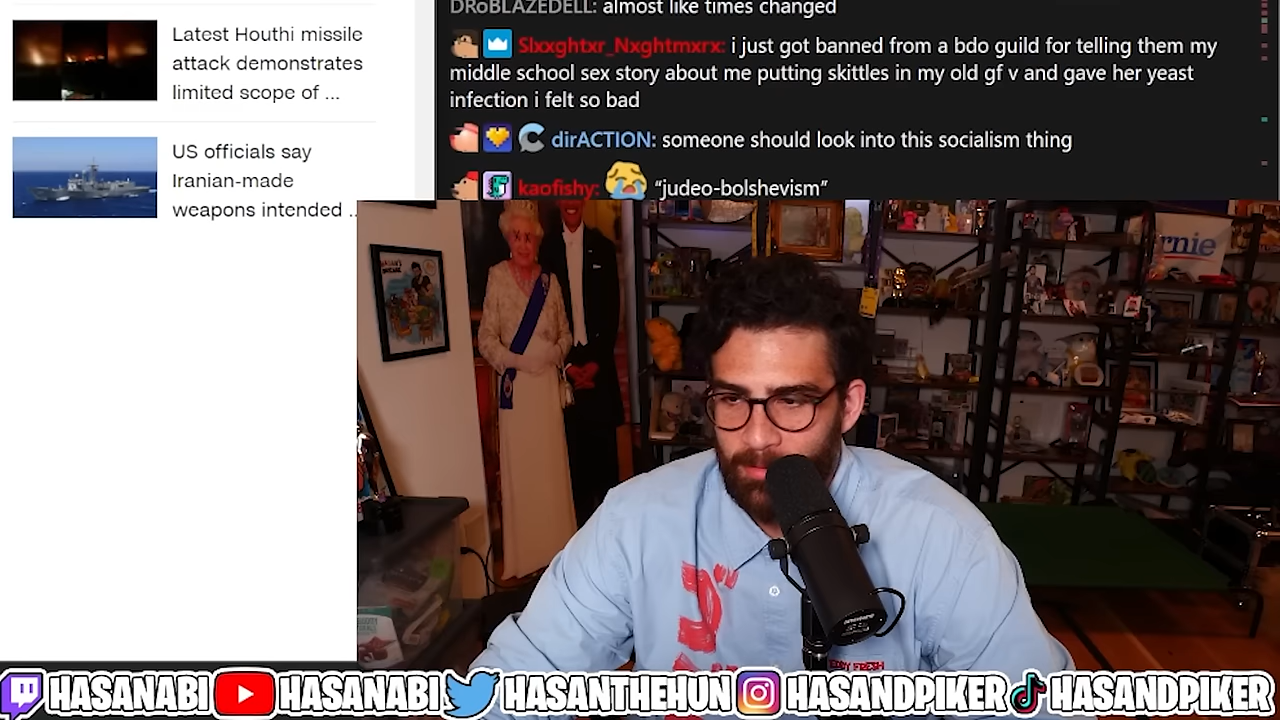 Latest Houthi missile
attack demonstrates
limited scope of ...
US officials say
Iranian-made
weapons intended ...
DRoBLAZEDELL: almost like times changed
Slxxghtxr_Nxghtmxrx: i just got banned from a bdo guild for telling them my
middle school sex story about me putting skittles in my old gf v and gave her yeast
infection i felt so bad
dirACTION: someone should look into this socialism thing
kaofishy: “judeo-bolshevism”
rnie
HASANABI HASANABI HASANTHEHUN HASANDPIKER HASANDPIKER